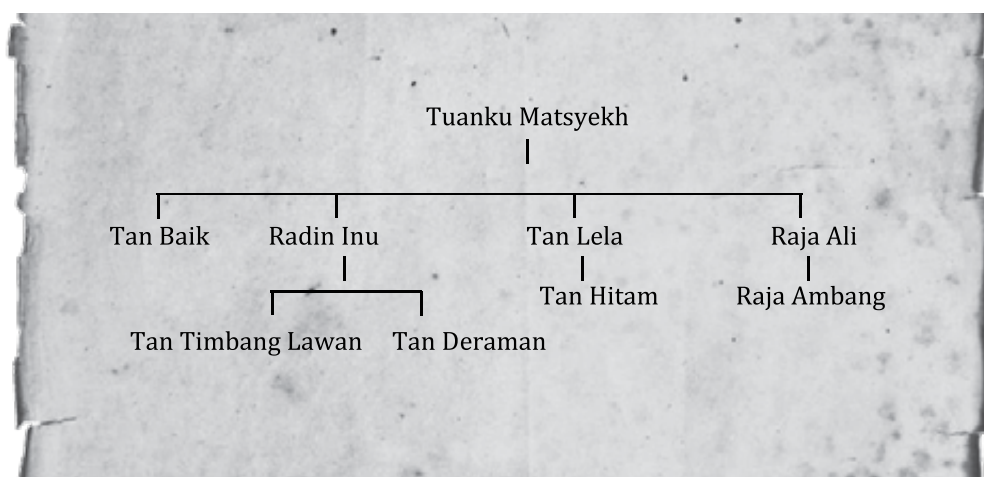 Tuanku Matsyekh
Tan Baik Radin Inu Tan Lela Raja Ali
Tan Hitam Raja Ambang
Tan Timbang Lawan Tan Deraman